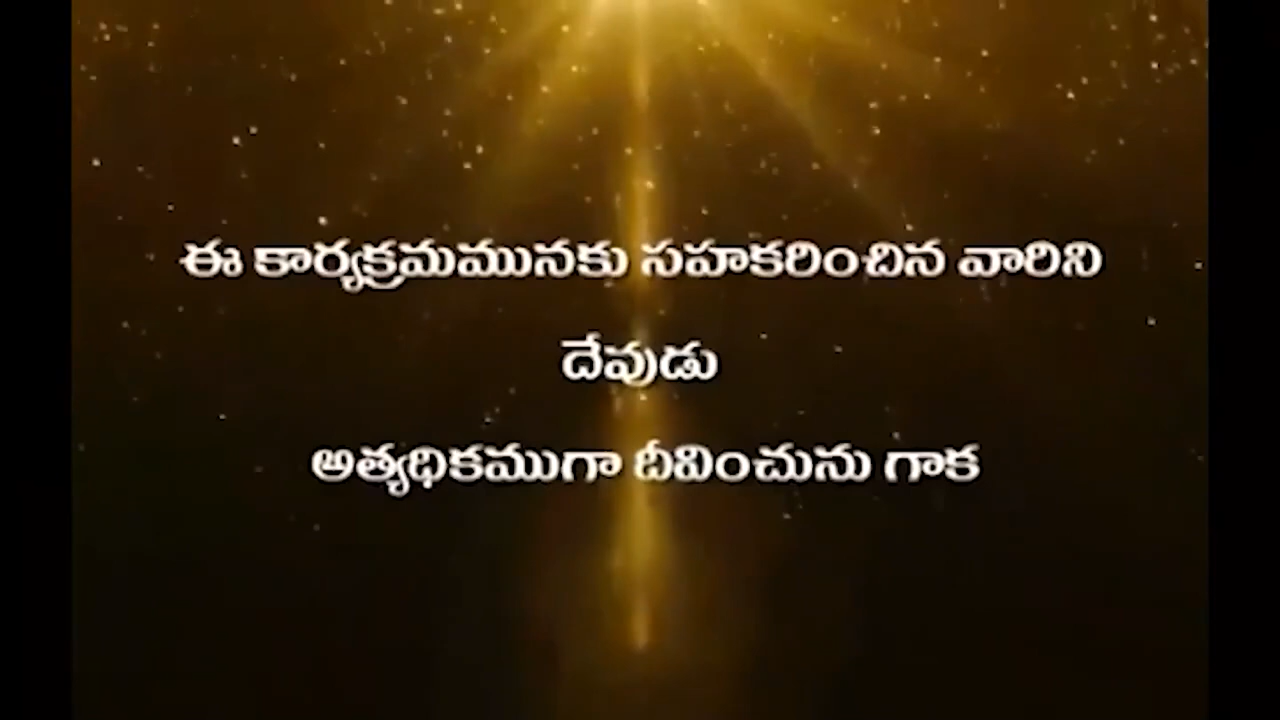 ఈ కార్యక్రమమునకు సహకరించిన వారిని
దేవుడు
అత్యధికముగా దీవించును గాక